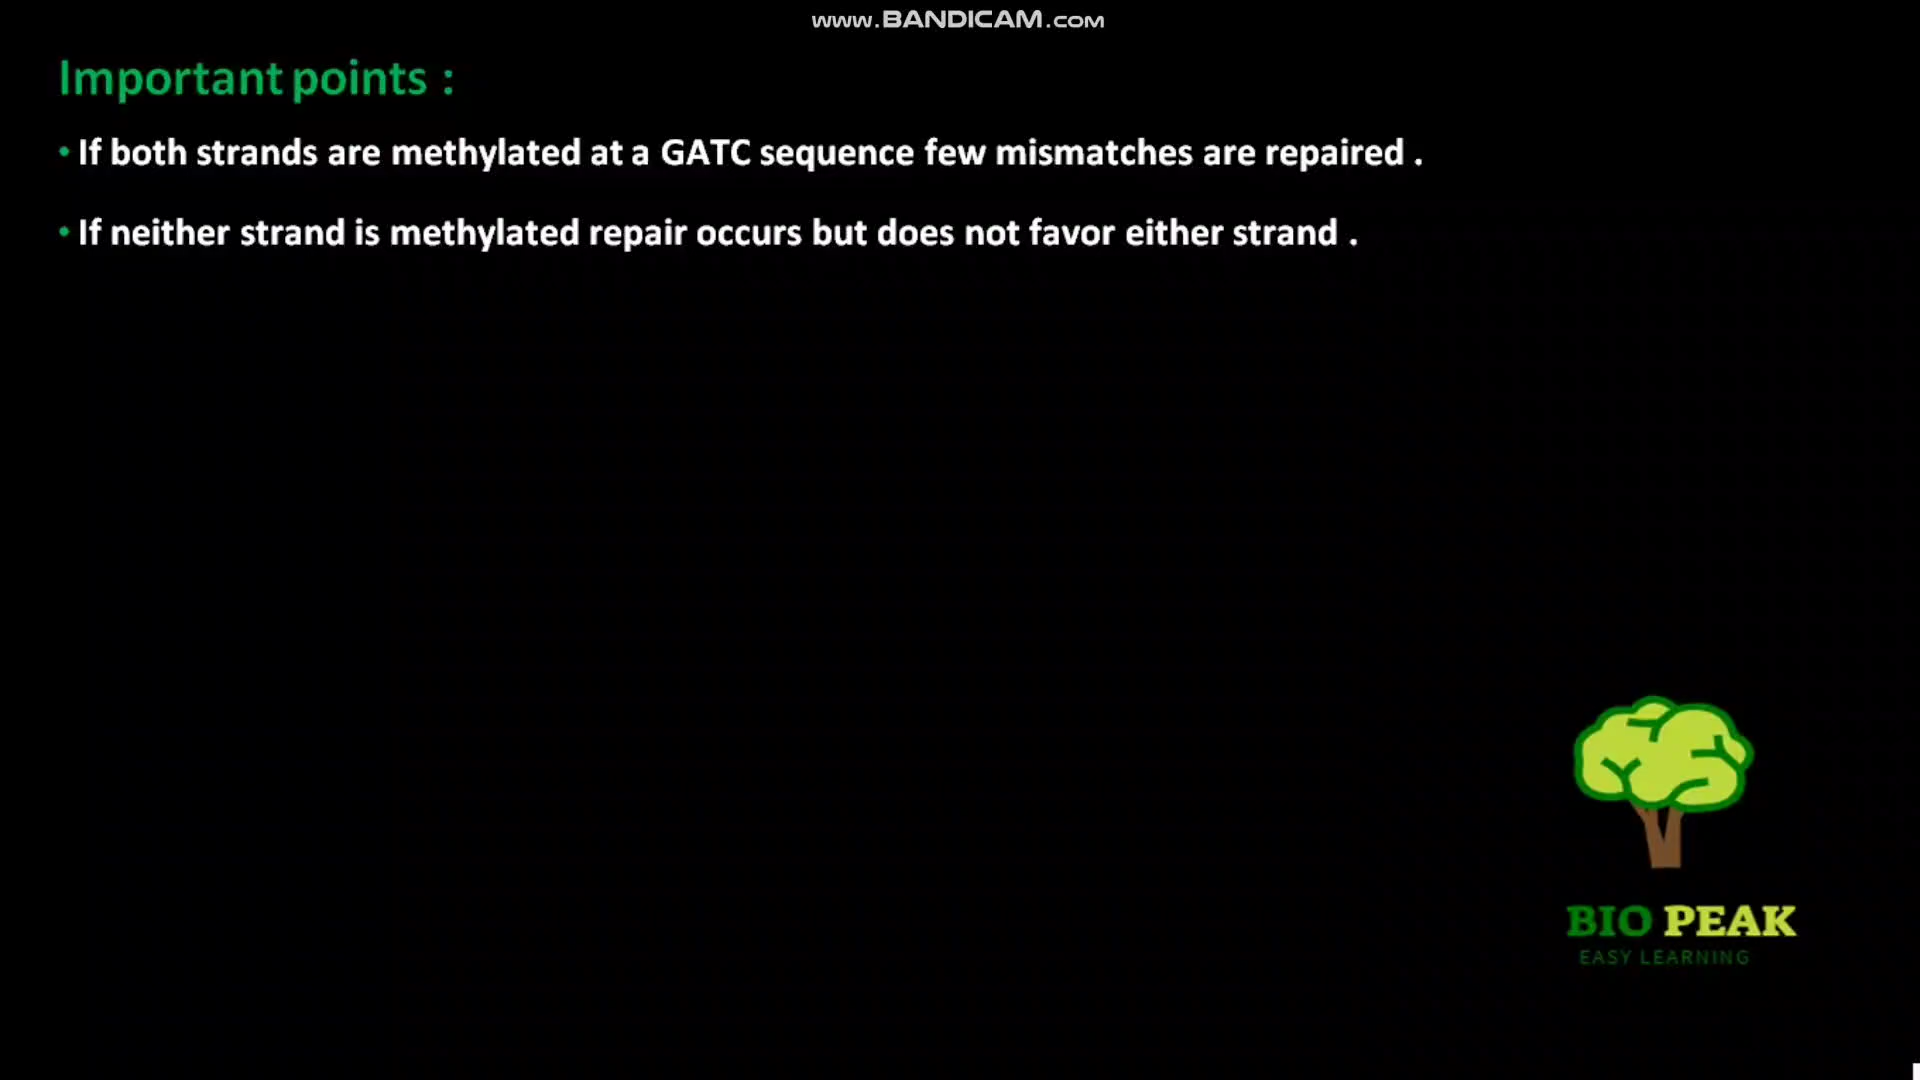 www.BANDICAM.com
Important points :
• If both strands are methylated at a GATC sequence few mismatches are repaired .
• If neither strand is methylated repair occurs but does not favor either strand .
BIO PEAK
EASY LEARNING